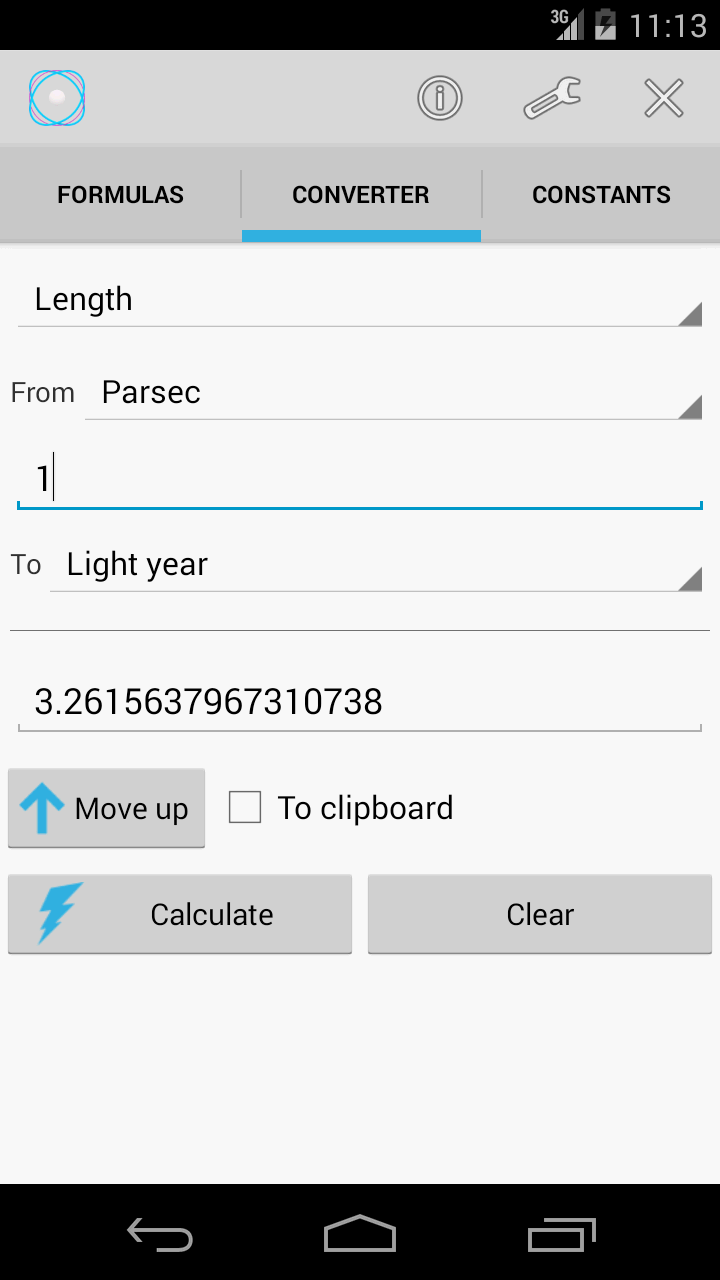 3G 11:13
FORMULAS CONVERTER CONSTANTS
Length
From Parsec
1
To Light year
3.2615637967310738
Move up To clipboard
Calculate Clear